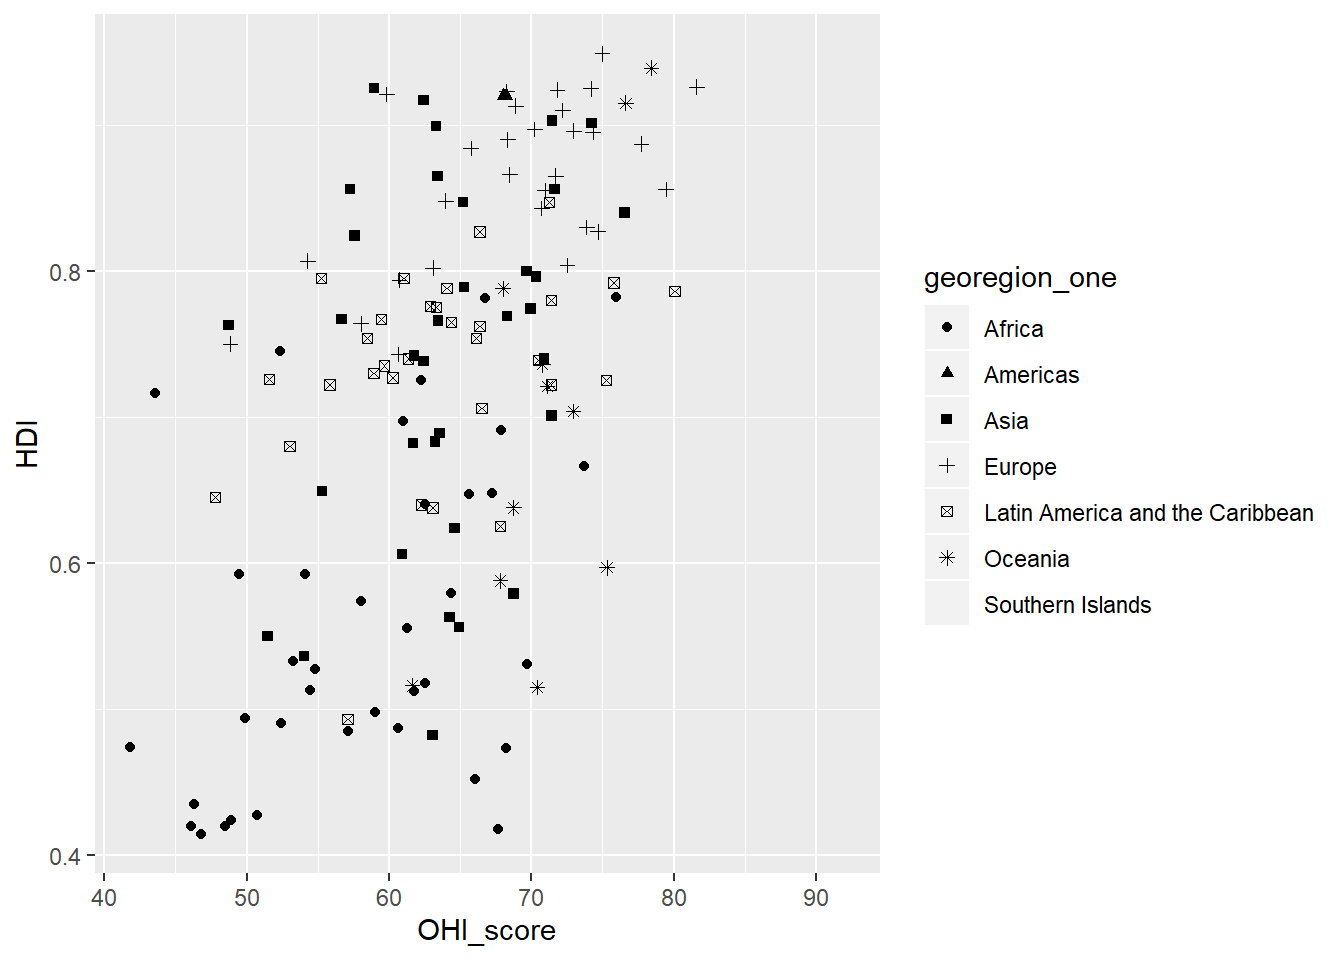 HDI
0.8
0.6
0.4
40 50 60 70 80 90
OHI_score
georegion_one
Africa
Americas
Asia
Europe
Latin America and the Caribbean
Oceania
Southern Islands